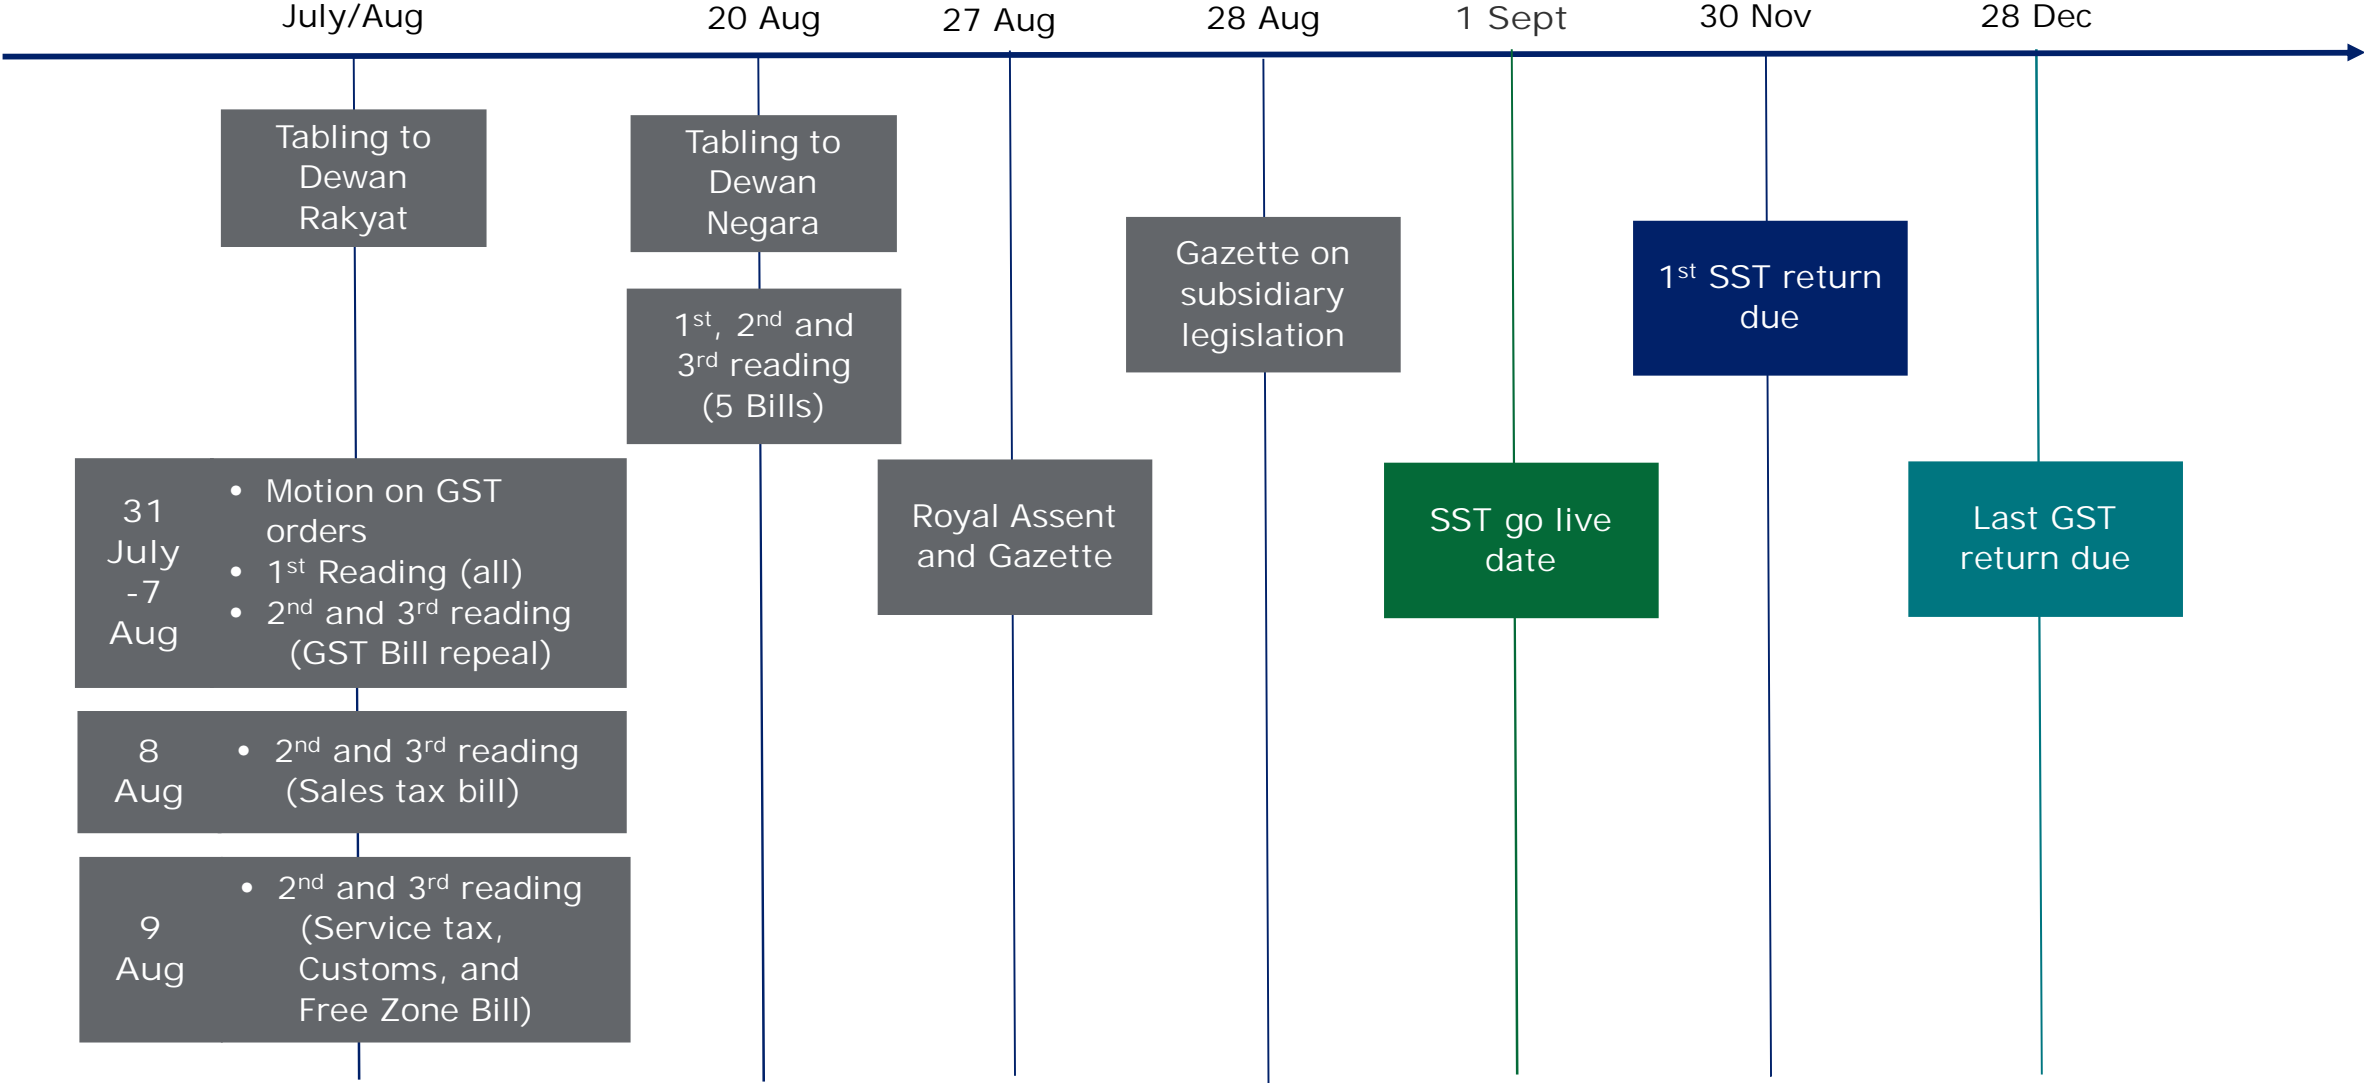 July/Aug
20 Aug
27 Aug
28 Aug
1 Sept
30 Nov
28 Dec
Tabling to
Dewan
Rakyat
31
July
-7
Aug
• Motion on GST
orders
• 1st Reading (all)
• 2nd and 3rd reading
(GST Bill repeal)
8
Aug
• 2nd and 3rd reading
(Sales tax bill)
9
Aug
• 2nd and 3rd reading
(Service tax,
Customs, and
Free Zone Bill)
Tabling to
Dewan
Negara
1st, 2nd and
3rd reading
(5 Bills)
Royal Assent
and Gazette
Gazette on
subsidiary
legislation
SST go live
date
1st SST return
due
Last GST
return due